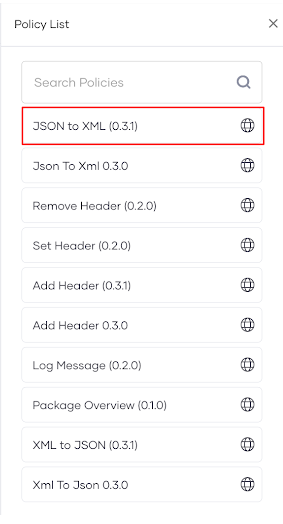 Policy List
Search Policies
JSON to XML (0.3.1)
Json To Xml 0.3.0
Remove Header (0.2.0)
Set Header (0.2.0)
Add Header (0.3.1)
Add Header 0.3.0
Log Message (0.2.0)
Package Overview (0.1.0)
XML to JSON (0.3.1)
Xml To Json 0.3.0